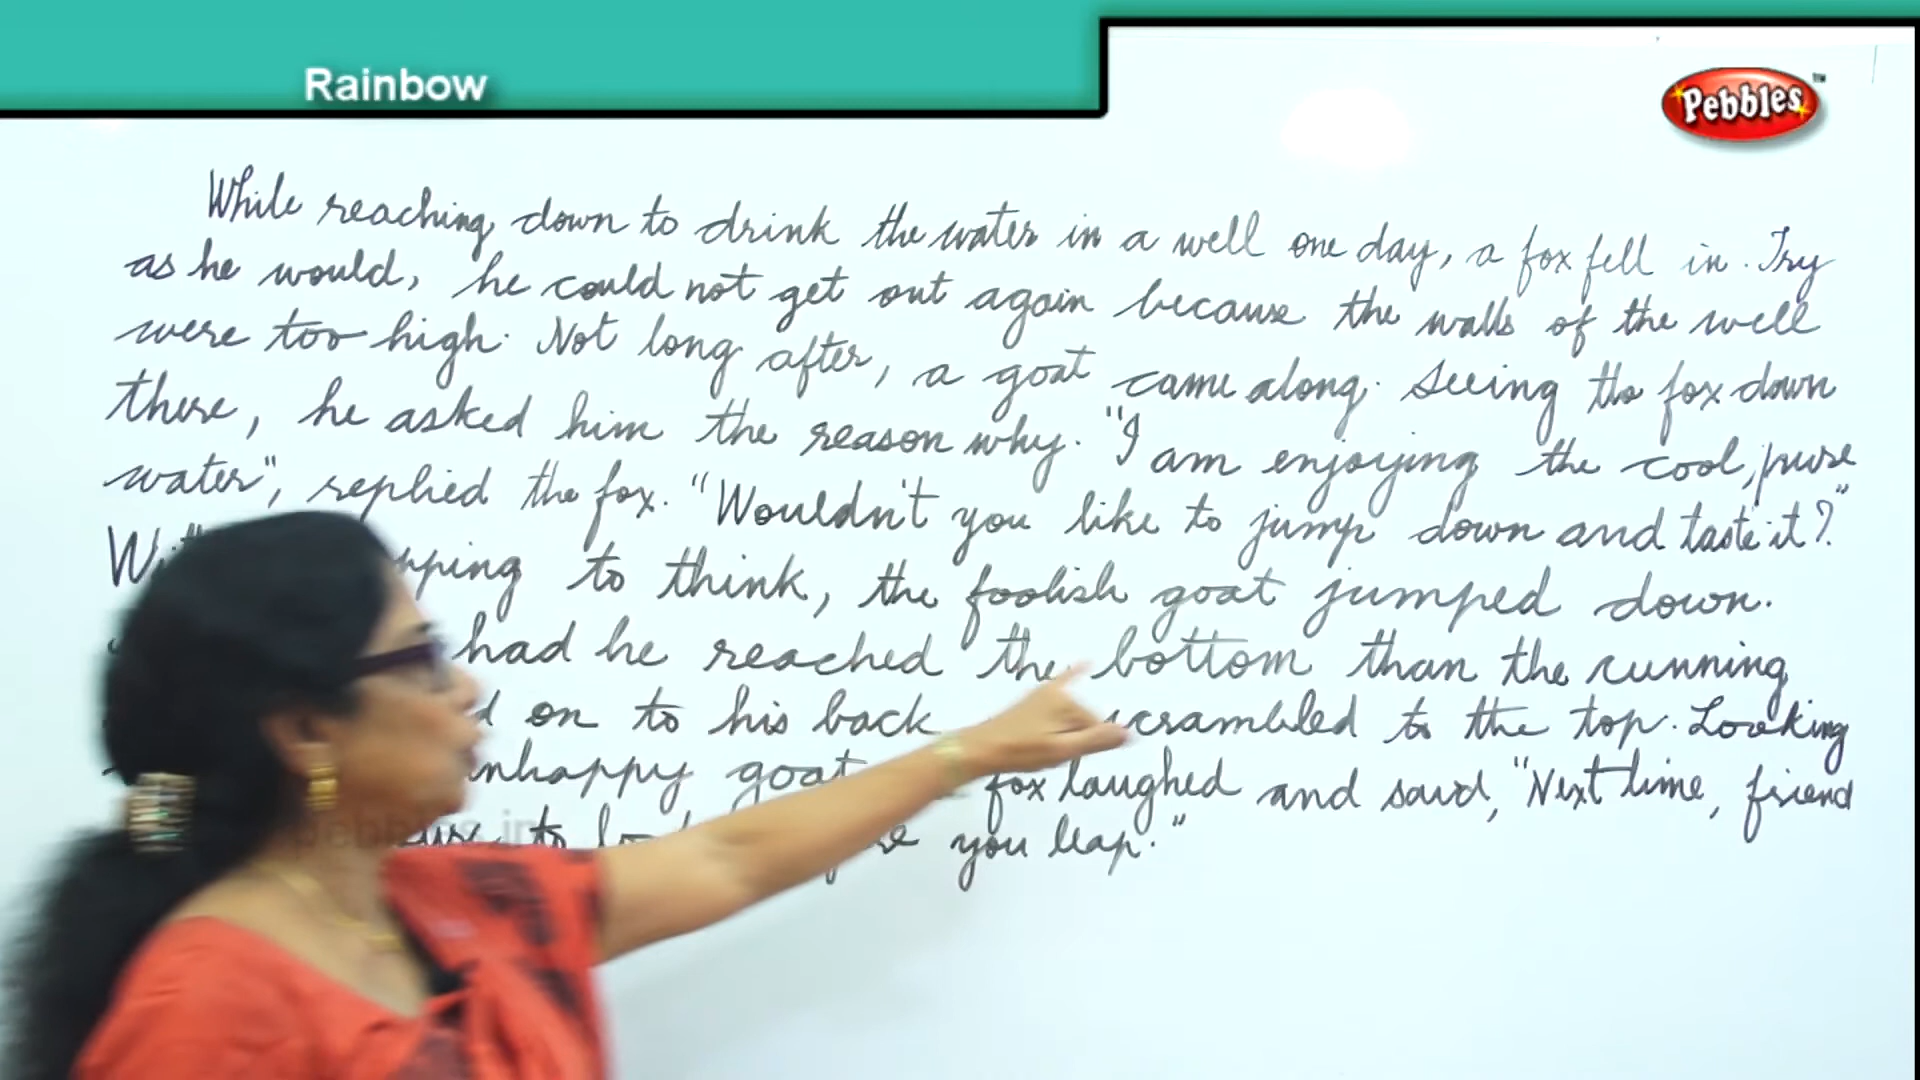 Rainbow
Pebbles
While reaching down to drink the water in a well one day, a fox fell in. Try
as he would, he could not get out again because the walls of the well
were too high. Not long after, a goat came along. Seeing the fox down
there, he asked him the reason why. "I am enjoying the cool, pure
water", replied the fox. "Wouldn't you like to jump down and taste it?"
to think, the foolish goat jumped down.
had he reached the bottom than the cunning
on to his back scrambled to the top. Looking
goat fox laughed and said, "Next time, friend
to you leap."